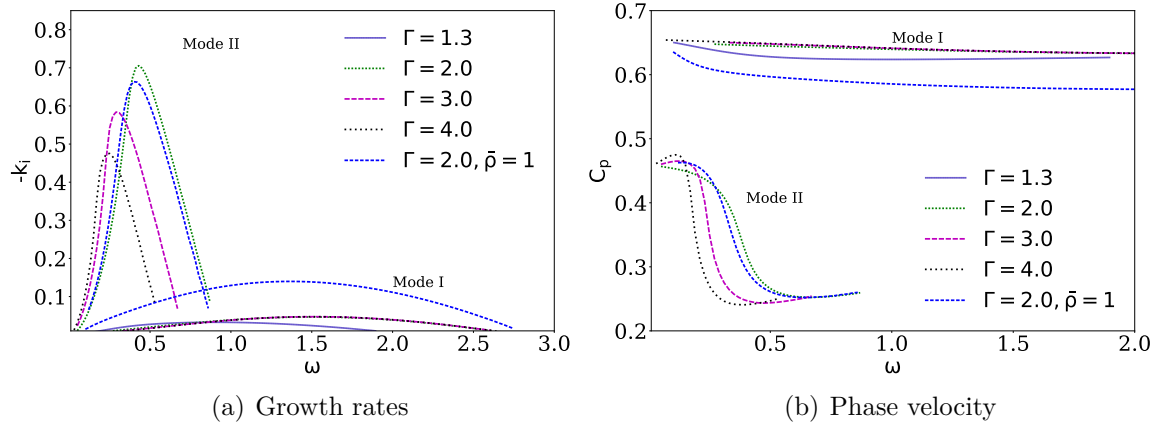 0.8
0.7
0.6
0.5
0.4
0.3
0.2
0.1
-k_i
Mode II
Γ = 1.3
Γ = 2.0
Γ = 3.0
Γ = 4.0
Γ = 2.0, ρ̄ = 1
Mode I
0.5 1.0 1.5 2.0 2.5 3.0
ω
(a) Growth rates
0.7
0.6
0.5
0.4
0.3
0.2
C_p
Mode I
Mode II
Γ = 1.3
Γ = 2.0
Γ = 3.0
Γ = 4.0
Γ = 2.0, ρ̄ = 1
0.5 1.0 1.5 2.0
ω
(b) Phase velocity